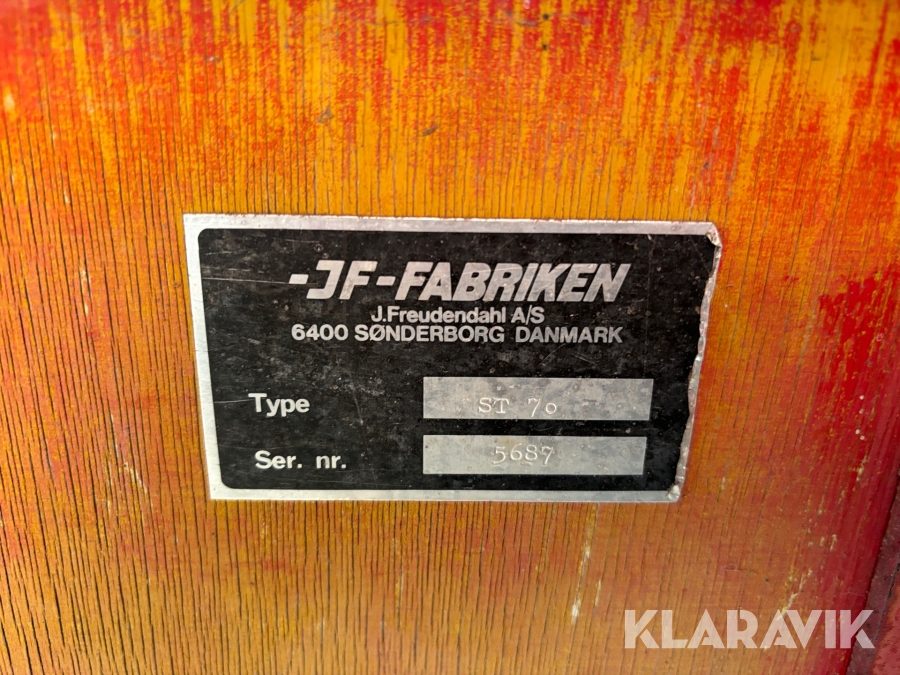 -JF-FABRIKEN
J.Freudendahl A/S
6400 SØNDERBORG DANMARK
Type ST 70
Ser. nr. 5687
KLARAVIK